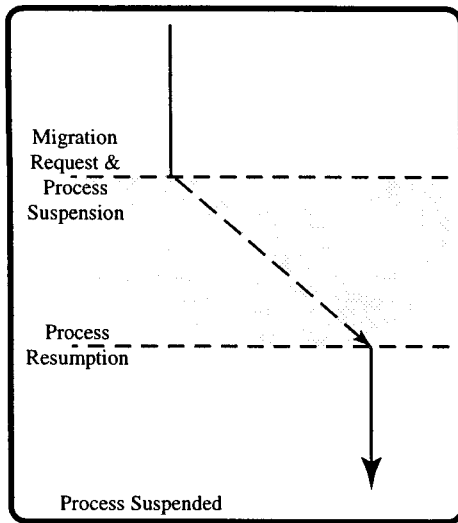 Migration
Request &
Process
Suspension
Process
Resumption
Process Suspended